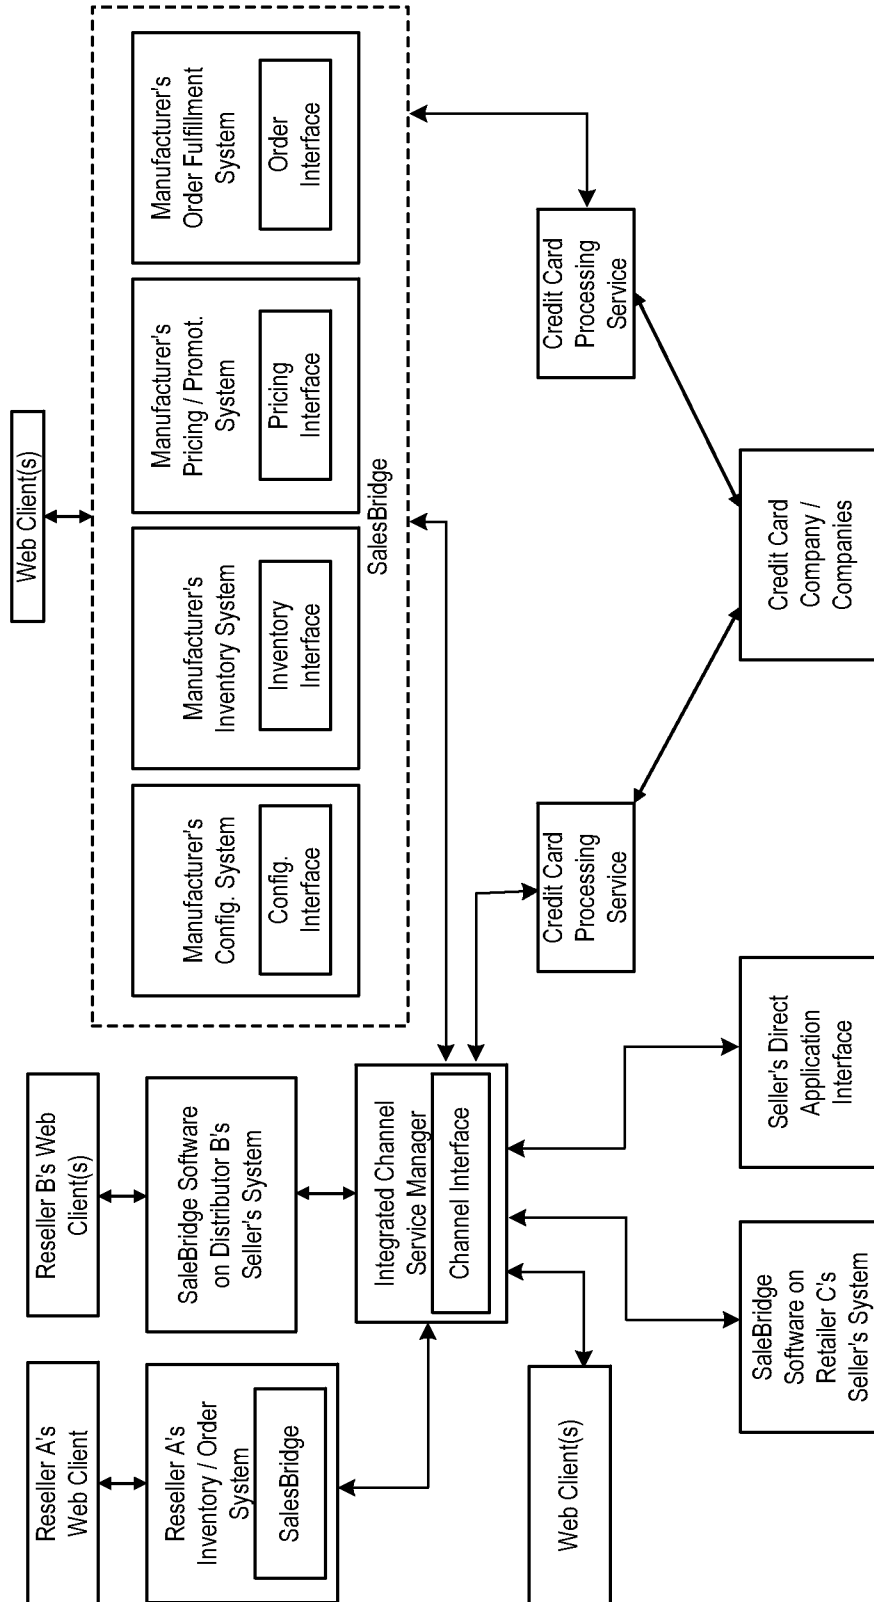 Reseller A's
Web Client
Reseller B's Web
Client(s)
Web Client(s)
Reseller A's
Inventory / Order
System
SalesBridge
SaleBridge Software
on Distributor B's
Seller's System
Manufacturer's
Config. System
Config.
Interface
Manufacturer's
Inventory System
Inventory
Interface
Manufacturer's
Pricing / Promot.
System
Pricing
Interface
Manufacturer's
Order Fulfillment
System
Order
Interface
SalesBridge
Integrated Channel
Service Manager
Channel Interface
Web Client(s)
Credit Card
Processing
Service
Credit Card
Processing
Service
SaleBridge
Software on
Retailer C's
Seller's System
Seller's Direct
Application
Interface
Credit Card
Company /
Companies